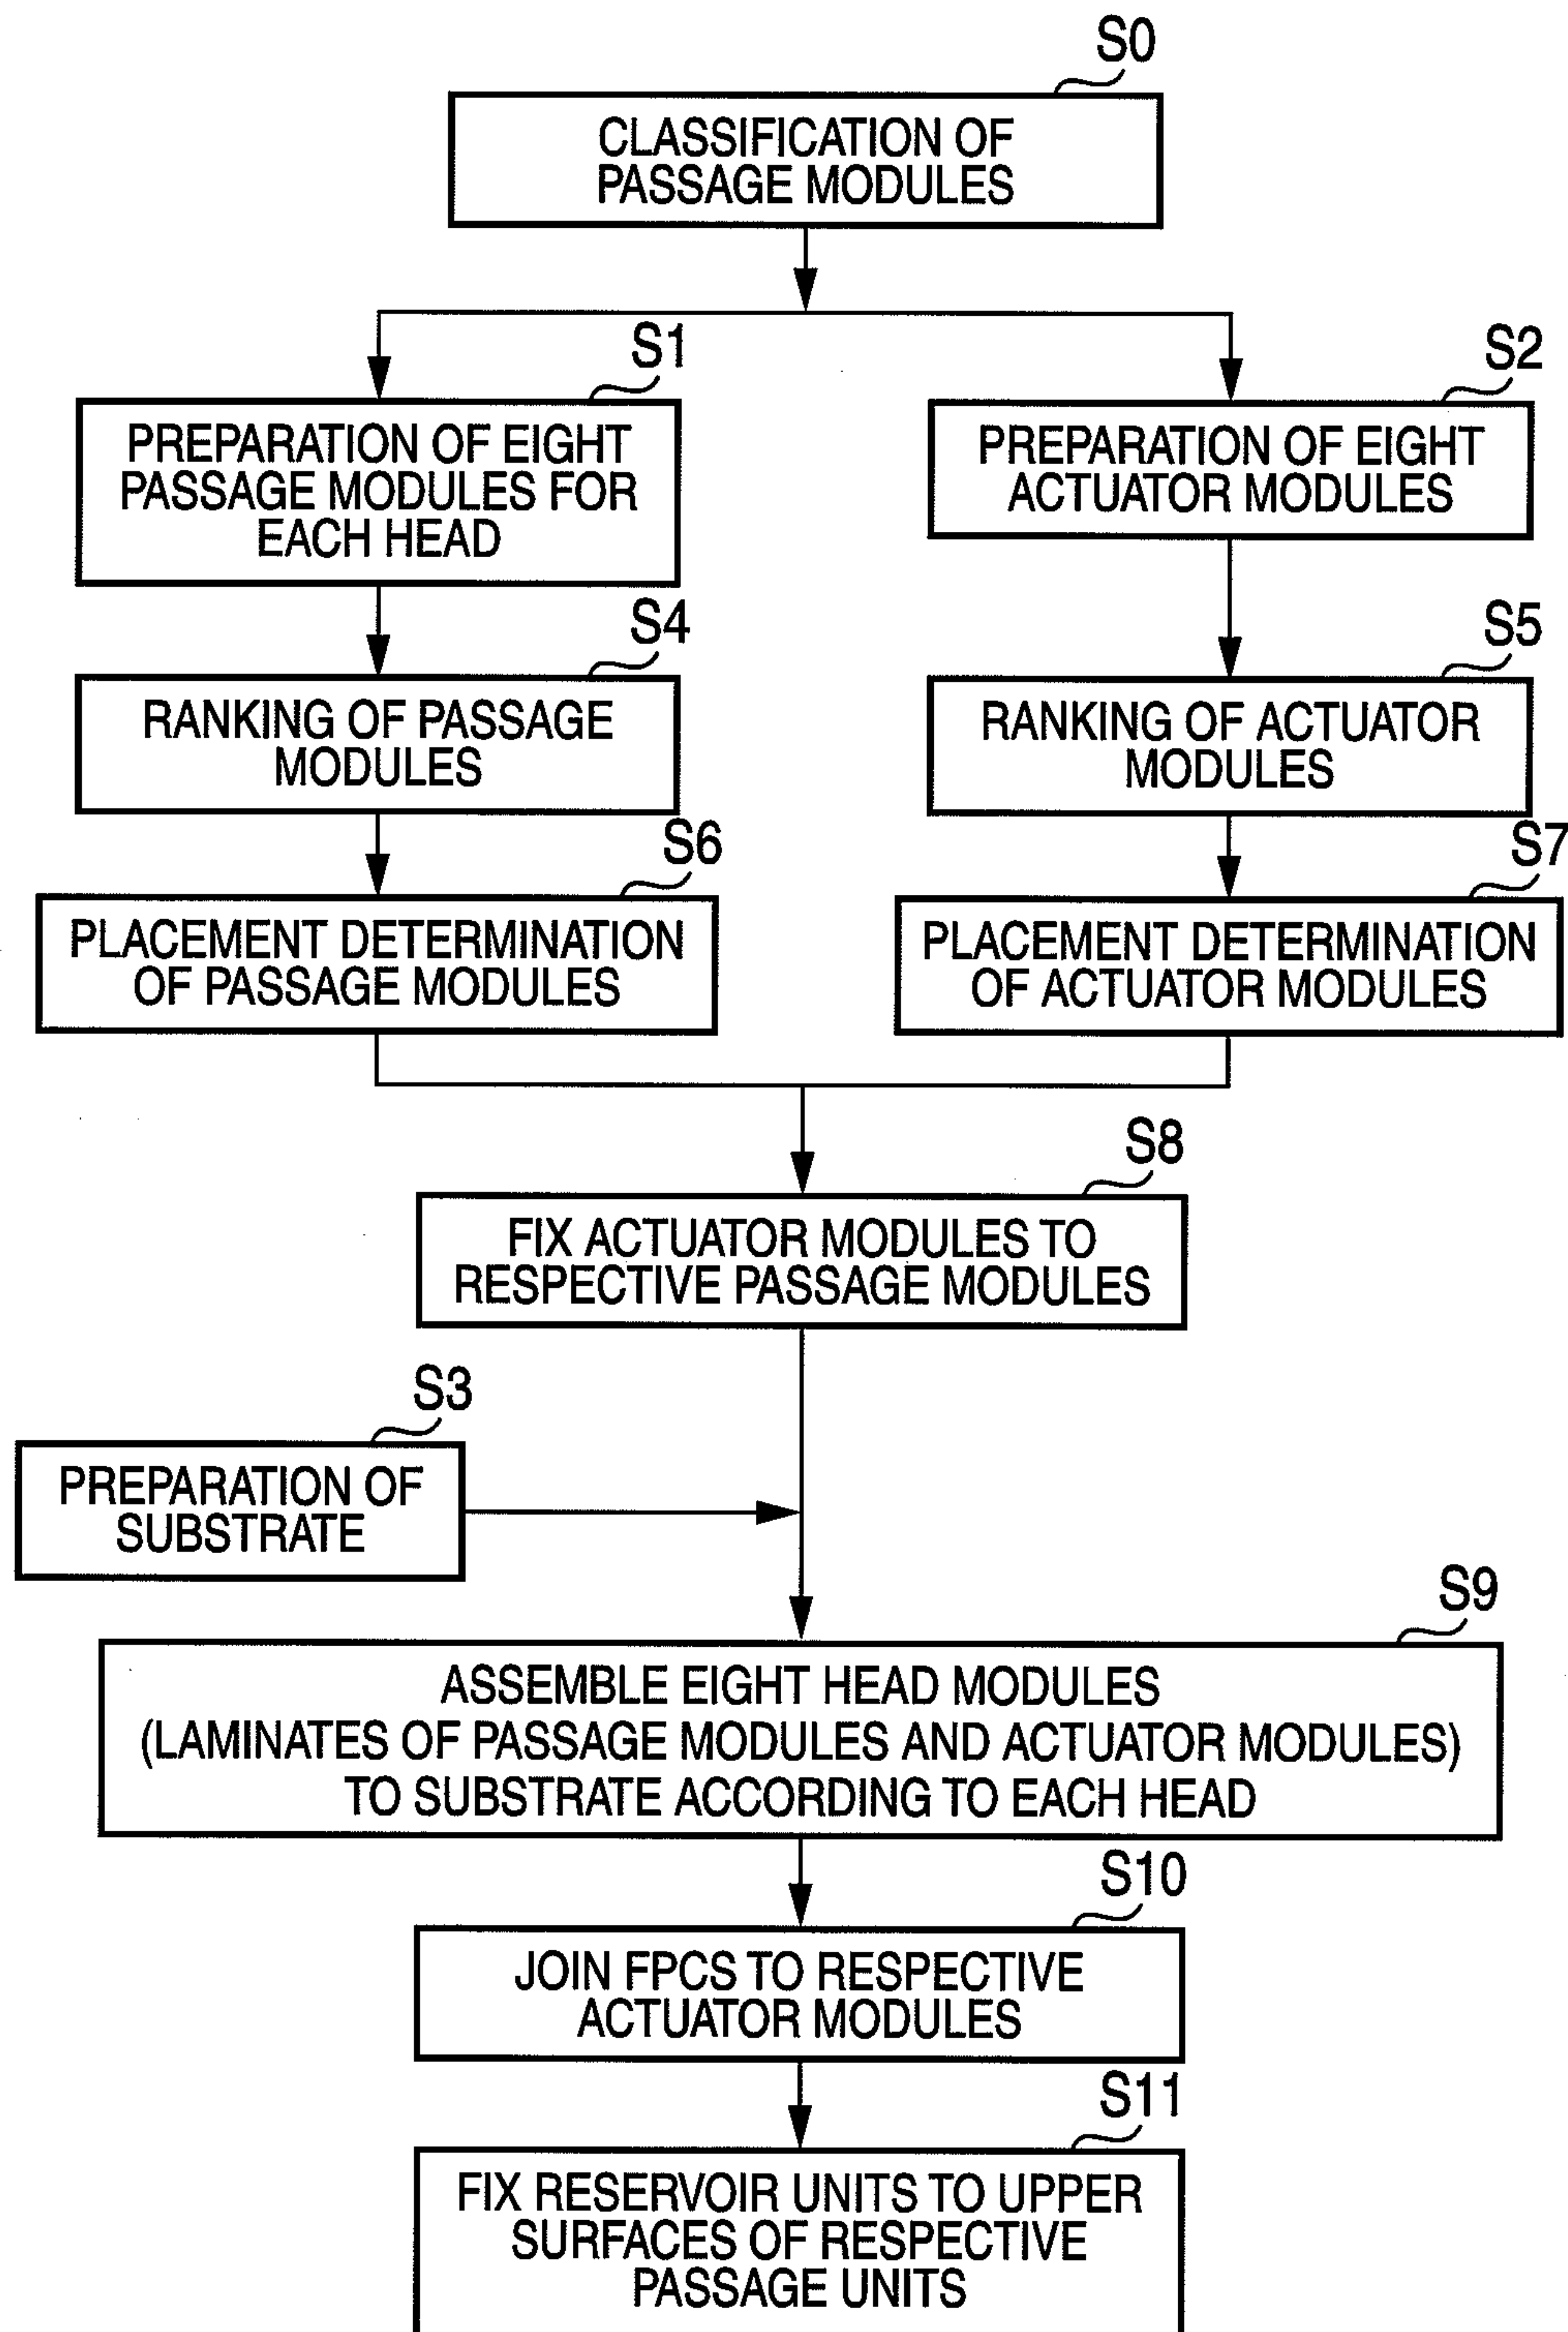 S0
CLASSIFICATION OF
PASSAGE MODULES
S1
PREPARATION OF EIGHT
PASSAGE MODULES FOR
EACH HEAD
S2
PREPARATION OF EIGHT
ACTUATOR MODULES
S4
RANKING OF PASSAGE
MODULES
S5
RANKING OF ACTUATOR
MODULES
S6
PLACEMENT DETERMINATION
OF PASSAGE MODULES
S7
PLACEMENT DETERMINATION
OF ACTUATOR MODULES
S8
FIX ACTUATOR MODULES TO
RESPECTIVE PASSAGE MODULES
S3
PREPARATION OF
SUBSTRATE
S9
ASSEMBLE EIGHT HEAD MODULES
(LAMINATES OF PASSAGE MODULES AND ACTUATOR MODULES)
TO SUBSTRATE ACCORDING TO EACH HEAD
S10
JOIN FPCS TO RESPECTIVE
ACTUATOR MODULES
S11
FIX RESERVOIR UNITS TO UPPER
SURFACES OF RESPECTIVE
PASSAGE UNITS